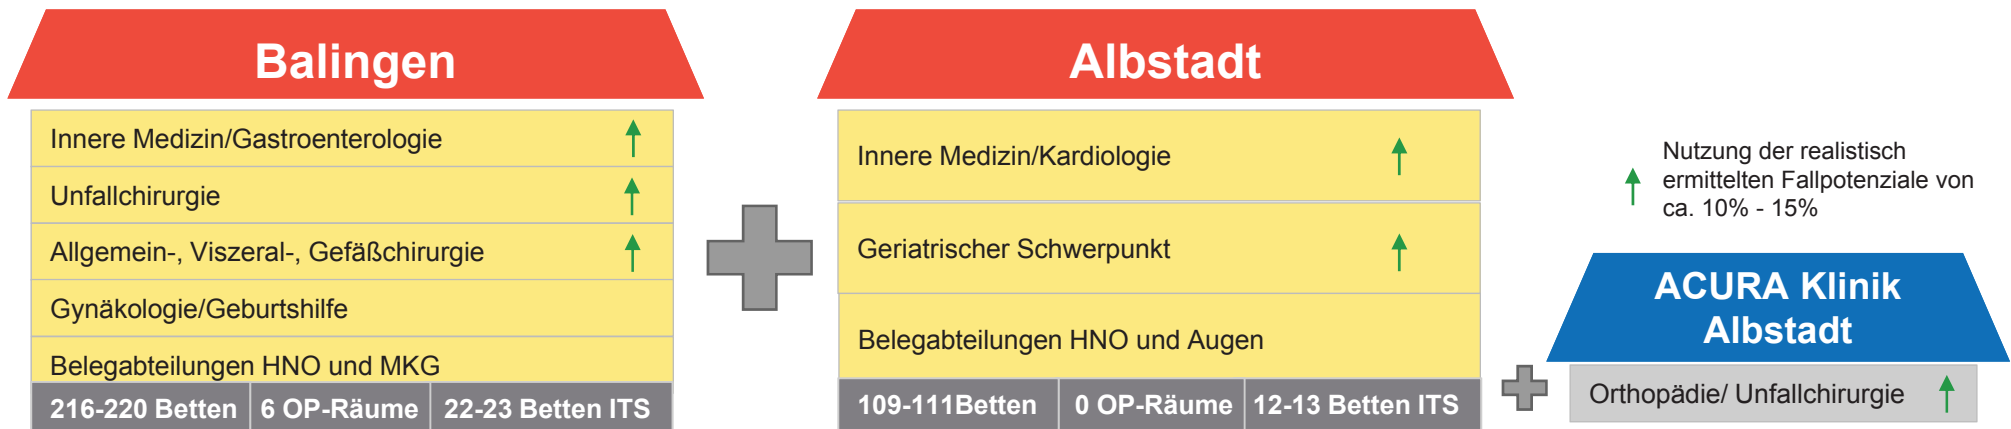 Balingen
Innere Medizin/Gastroenterologie
Unfallchirurgie
Allgemein-, Viszeral-, Gefäßchirurgie
Gynäkologie/Geburtshilfe
Belegabteilungen HNO und MKG
216-220 Betten
6 OP-Räume
22-23 Betten ITS
Albstadt
Innere Medizin/Kardiologie
Geriatrischer Schwerpunkt
Belegabteilungen HNO und Augen
109-111Betten
0 OP-Räume
12-13 Betten ITS
Nutzung der realistisch
ermittelten Fallpotenziale von
ca. 10% - 15%
ACURA Klinik
Albstadt
Orthopädie/ Unfallchirurgie